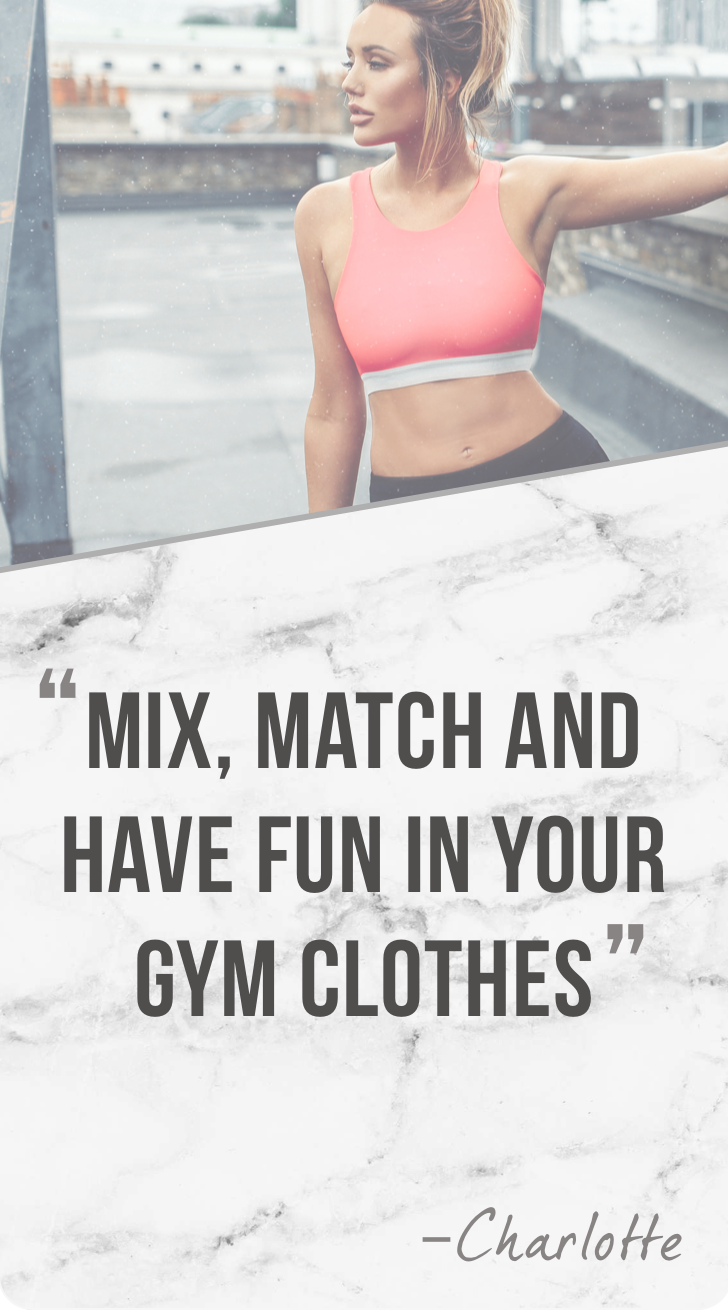 “MIX, MATCH AND
HAVE FUN IN YOUR
GYM CLOTHES”
–Charlotte